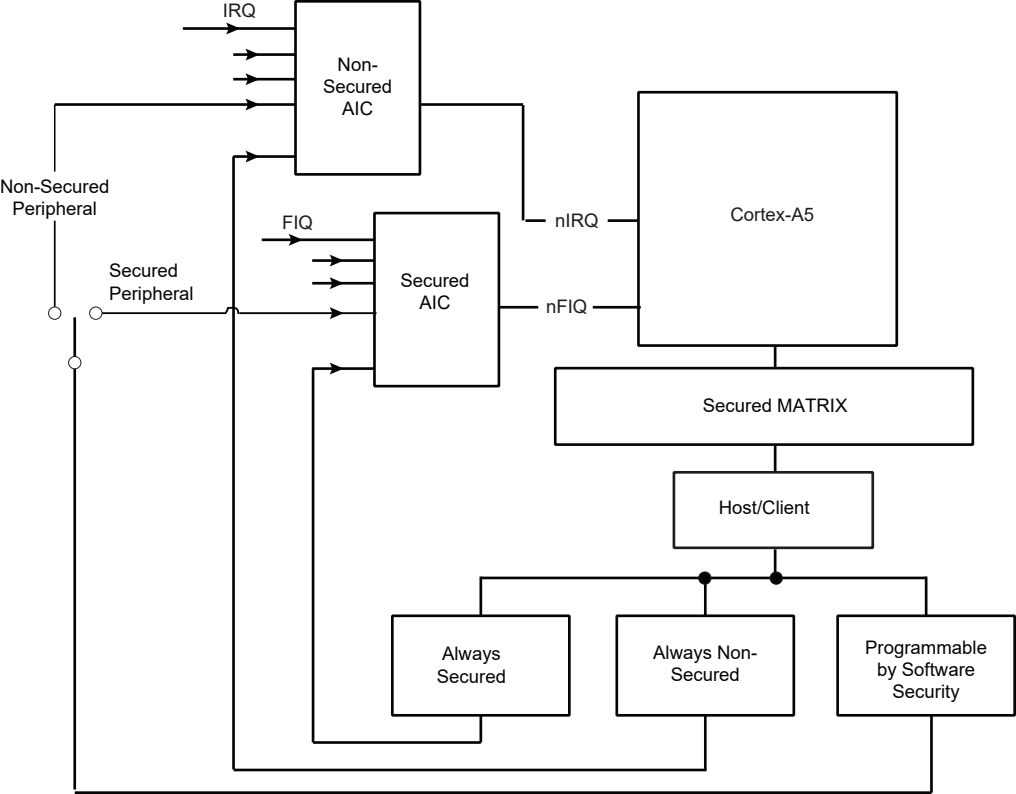 IRQ
Non-
Secured
AIC
Non-Secured
Peripheral
FIQ
Secured
Peripheral
Secured
AIC
nIRQ
nFIQ
Cortex-A5
Secured MATRIX
Host/Client
Always
Secured
Always Non-
Secured
Programmable
by Software
Security